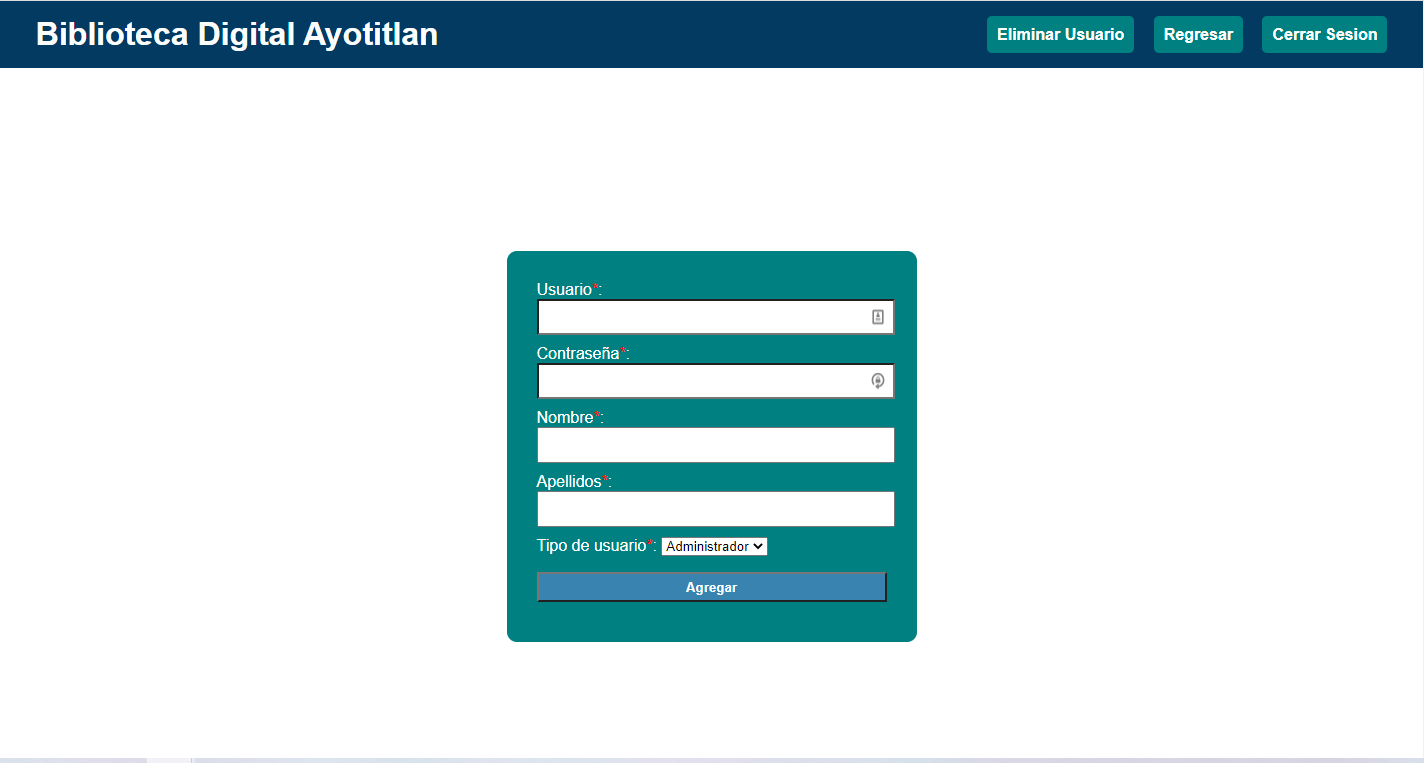 Biblioteca Digital Ayotitlan
Eliminar Usuario
Regresar
Cerrar Sesion
Usuario*:
Contraseña*:
Nombre*:
Apellidos*:
Tipo de usuario*: Administrador
Agregar